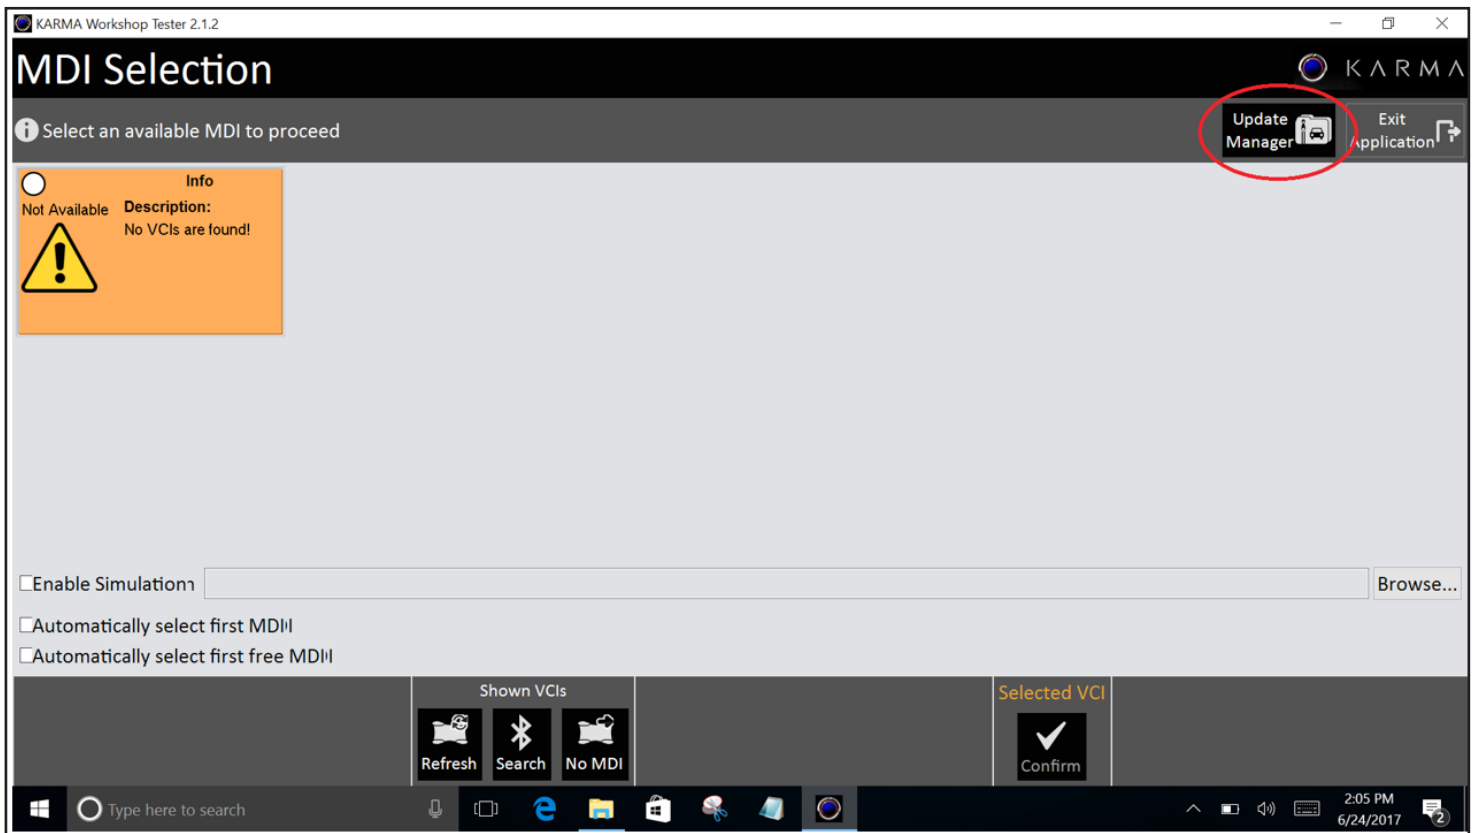 KARMA Workshop Tester 2.1.2
MDI Selection
KARMA
Select an available MDI to proceed
Update
Manager
Exit
Application
Info
Not Available
Description:
No VCIs are found!
Enable Simulation
Browse...
Automatically select first MDI
Automatically select first free MDI
Shown VCIs
Selected VCI
Refresh
Search
No MDI
Confirm
Type here to search
2:05 PM
6/24/2017
2